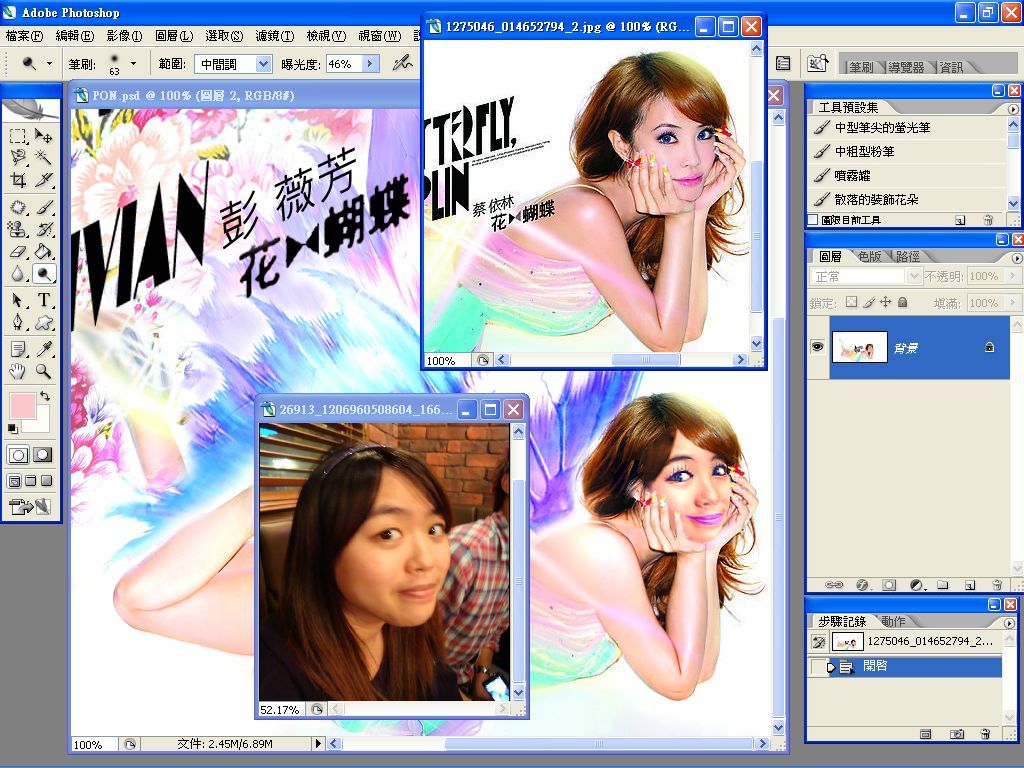 Adobe Photoshop
檔案(F) 編輯(E) 影像(I) 圖層(L) 選取(S) 濾鏡(T) 檢視(V) 視窗(W)
筆刷: 63 範圍: 中間調 曝光度: 46%
筆刷 導覽器 資訊
PON.psd @ 100% (圖層 2, RGB/8#)
VIAN
彭薇芳
花蝴蝶
100% 文件: 2.45M/6.89M
1275046_014652794_2.jpg @ 100% (RG...
TTERFLY,
OLIN
蔡依林
花蝴蝶
100%
26913_1206960508604_166...
52.17%
工具預設集
中型筆尖的螢光筆
中粗型粉筆
噴霧罐
散落的裝飾花朵
僅限目前工具
圖層 色版 路徑
正常 不透明: 100%
鎖定: 填滿: 100%
背景
步驟記錄 動作
1275046_014652794_2...
開啓